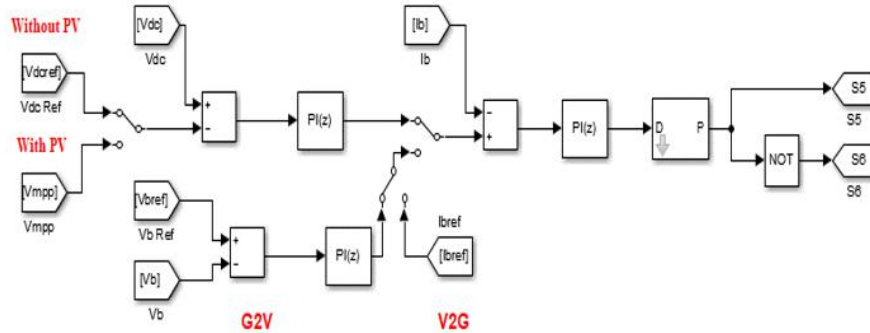 Without PV
[Vdcref]
Vdc Ref
With PV
[Vmpp]
Vmpp
[Vdc]
Vdc
+
−
PI(z)
[Ib]
Ib
−
+
PI(z)
D P
NOT
S5
S5
S6
S6
[Vbref]
Vb Ref
[Vb]
Vb
+
−
PI(z)
Ibref
[Ibref]
G2V
V2G